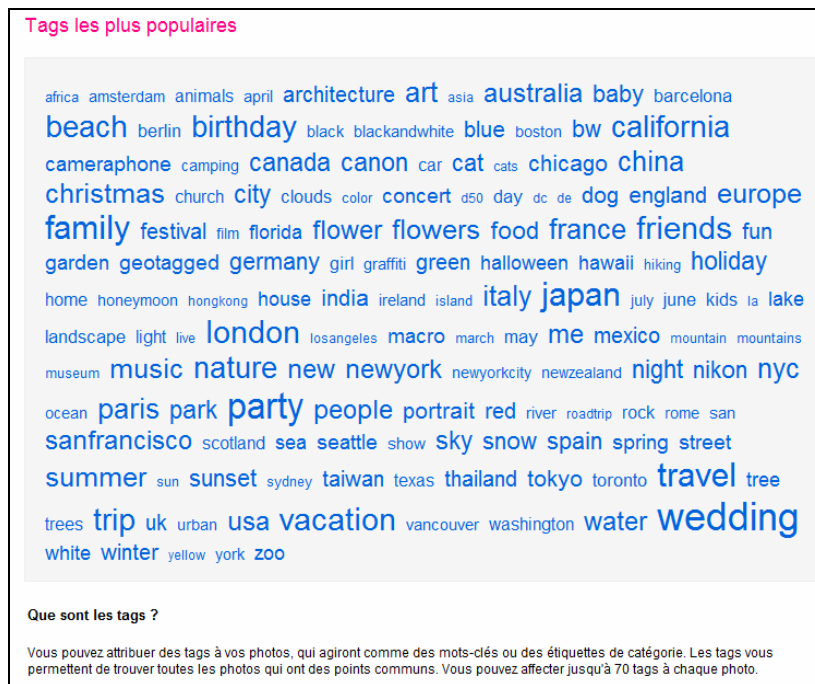 Tags les plus populaires
africa amsterdam animals april architecture art asia australia baby barcelona
beach berlin birthday black blackandwhite blue boston bw california
cameraphone camping canada canon car cat cats chicago china
christmas church city clouds color concert d50 day dc de dog england europe
family festival film florida flower flowers food france friends fun
garden geotagged germany girl graffiti green halloween hawaii hiking holiday
home honeymoon hongkong house india ireland island italy japan july june kids la lake
landscape light live london losangeles macro march may me mexico mountain mountains
museum music nature new newyork newyorkcity newzealand night nikon nyc
ocean paris park party people portrait red river roadtrip rock rome san
sanfrancisco scotland sea seattle show sky snow spain spring street
summer sun sunset sydney taiwan texas thailand tokyo toronto travel tree
trees trip uk urban usa vacation vancouver washington water wedding
white winter yellow york zoo
Que sont les tags ?
Vous pouvez attribuer des tags à vos photos, qui agiront comme des mots-clés ou des étiquettes de catégorie. Les tags vous
permettent de trouver toutes les photos qui ont des points communs. Vous pouvez affecter jusqu'à 70 tags à chaque photo.